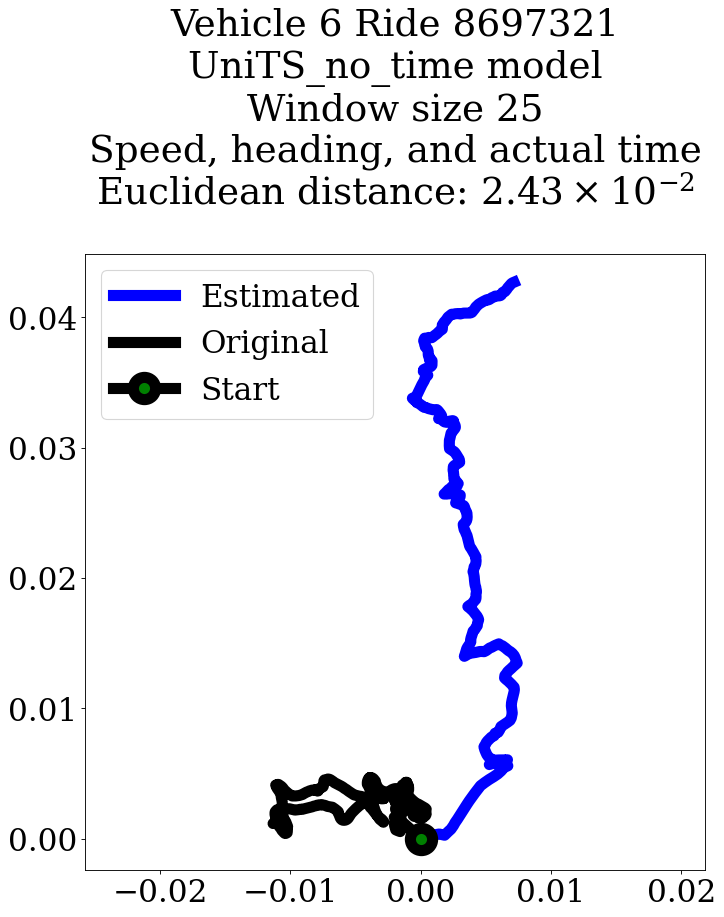 Vehicle 6 Ride 8697321
UniTS_no_time model
Window size 25
Speed, heading, and actual time
Euclidean distance: 2.43 × 10⁻²
Estimated
Original
Start
0.04
0.03
0.02
0.01
0.00
−0.02
−0.01
0.00
0.01
0.02